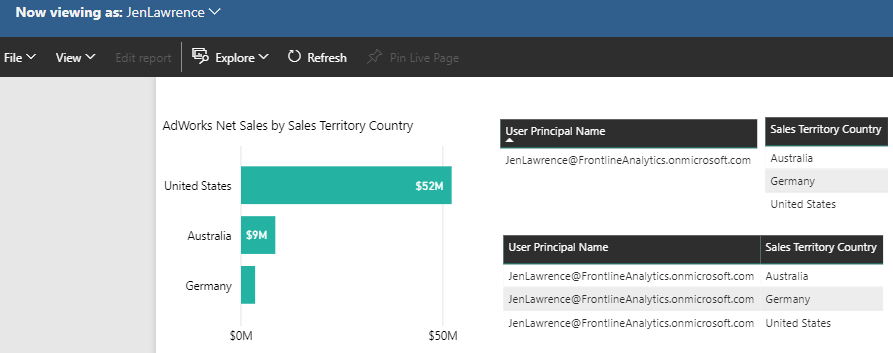 Now viewing as: JenLawrence
File View Edit report Explore Refresh Pin Live Page
AdWorks Net Sales by Sales Territory Country
United States $52M
Australia $9M
Germany
$0M $50M
User Principal Name
JenLawrence@FrontlineAnalytics.onmicrosoft.com
Sales Territory Country
Australia
Germany
United States
User Principal Name Sales Territory Country
JenLawrence@FrontlineAnalytics.onmicrosoft.com Australia
JenLawrence@FrontlineAnalytics.onmicrosoft.com Germany
JenLawrence@FrontlineAnalytics.onmicrosoft.com United States